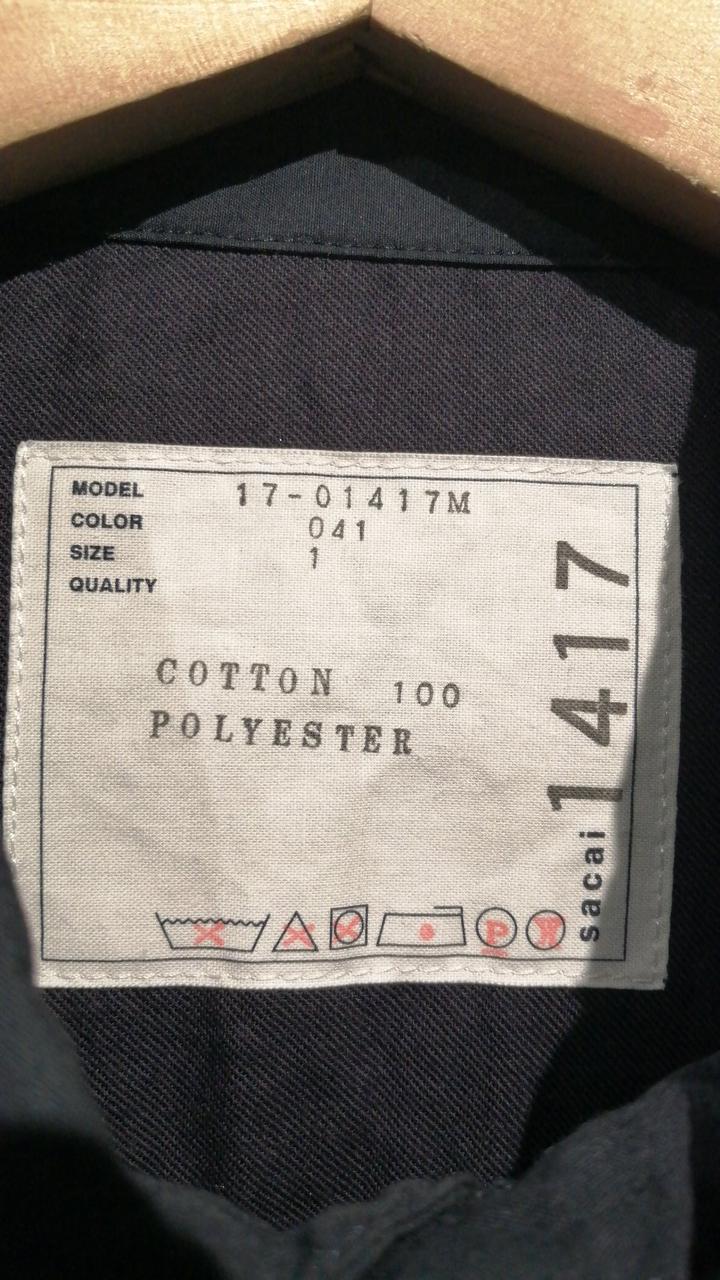 MODEL 17-01417M
COLOR 041
SIZE 1
QUALITY
COTTON 100
POLYESTER
sacai 1417
P